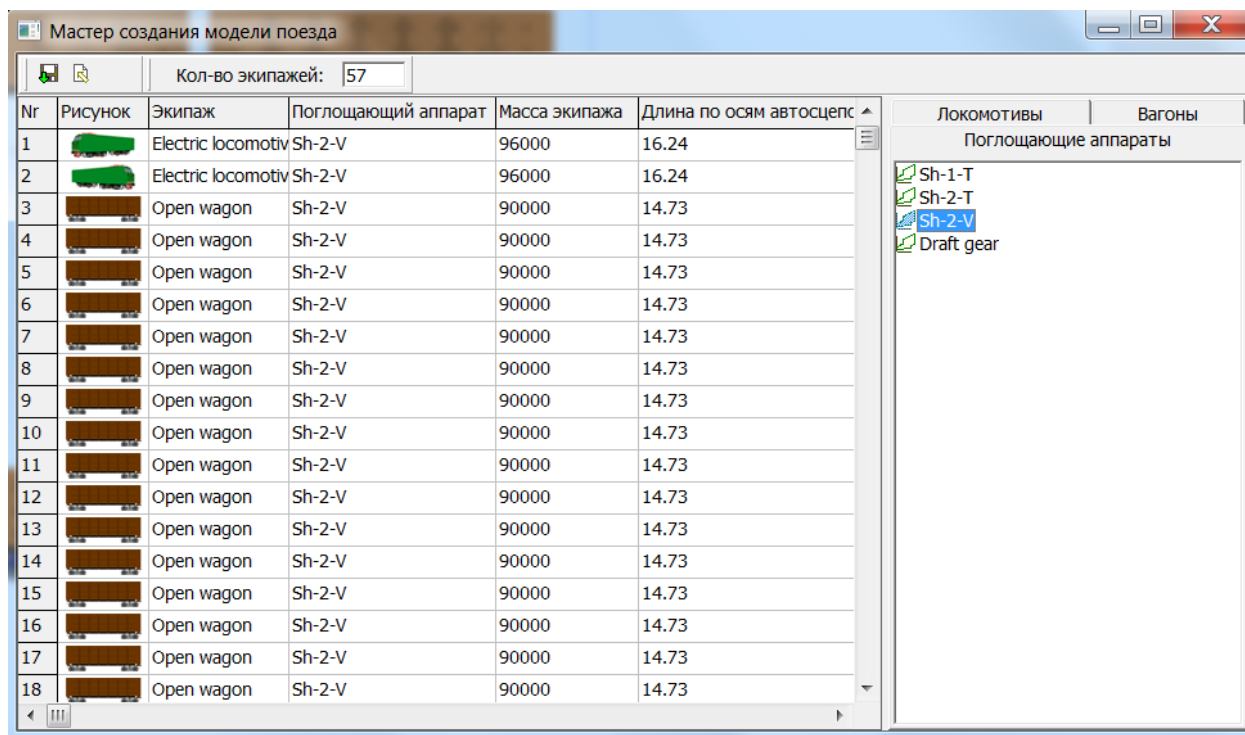 Мастер создания модели поезда
Кол-во экипажей: 57
Nr Рисунок Экипаж Поглощающий аппарат Масса экипажа Длина по осям автосцепс
1 Electric locomotiv Sh-2-V 96000 16.24
2 Electric locomotiv Sh-2-V 96000 16.24
3 Open wagon Sh-2-V 90000 14.73
4 Open wagon Sh-2-V 90000 14.73
5 Open wagon Sh-2-V 90000 14.73
6 Open wagon Sh-2-V 90000 14.73
7 Open wagon Sh-2-V 90000 14.73
8 Open wagon Sh-2-V 90000 14.73
9 Open wagon Sh-2-V 90000 14.73
10 Open wagon Sh-2-V 90000 14.73
11 Open wagon Sh-2-V 90000 14.73
12 Open wagon Sh-2-V 90000 14.73
13 Open wagon Sh-2-V 90000 14.73
14 Open wagon Sh-2-V 90000 14.73
15 Open wagon Sh-2-V 90000 14.73
16 Open wagon Sh-2-V 90000 14.73
17 Open wagon Sh-2-V 90000 14.73
18 Open wagon Sh-2-V 90000 14.73
Локомотивы Вагоны
Поглощающие аппараты
Sh-1-T
Sh-2-T
Sh-2-V
Draft gear